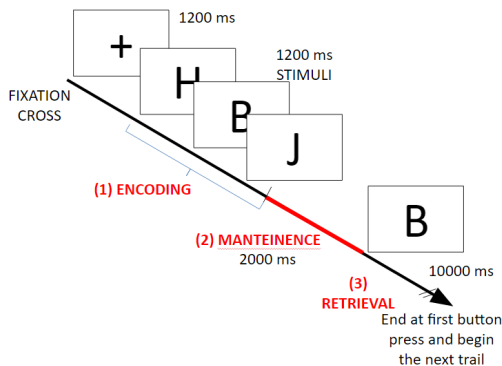 1200 ms
+
1200 ms
STIMULI
H
FIXATION
CROSS
B
J
(1) ENCODING
B
(2) MANTEINENCE
2000 ms
10000 ms
(3)
RETRIEVAL
End at first button
press and begin
the next trail